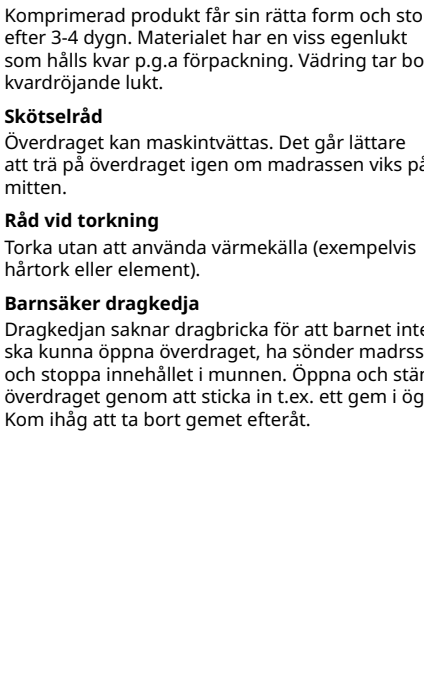 Komprimerad produkt får sin rätta form och sto
efter 3-4 dygn. Materialet har en viss egenlukt
som hålls kvar p.g.a förpackning. Vädring tar bo
kvardröjande lukt.
Skötselråd
Överdraget kan maskintvättas. Det går lättare
att trä på överdraget igen om madrassen viks på
mitten.
Råd vid torkning
Torka utan att använda värmekälla (exempelvis
hårtork eller element).
Barnsäker dragkedja
Dragkedjan saknar dragbricka för att barnet inte
ska kunna öppna överdraget, ha sönder madrss
och stoppa innehållet i munnen. Öppna och stän
överdraget genom att sticka in t.ex. ett gem i ög
Kom ihåg att ta bort gemet efteråt.